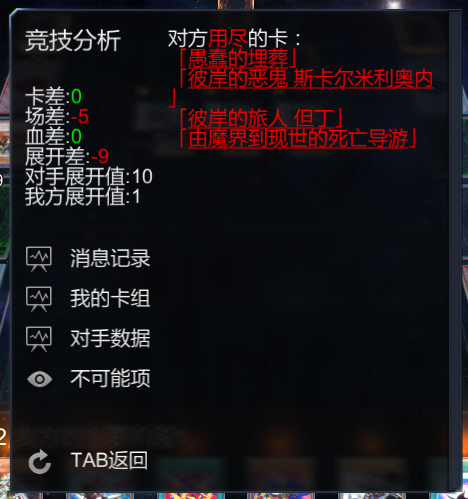 竞技分析
对方用尽的卡：
「愚蠢的埋葬」
「彼岸的恶鬼 斯卡尔米利奥内
」
「彼岸的旅人 但丁」
「由魔界到现世的死亡导游」
卡差:0
场差:-5
血差:0
展开差:-9
对手展开值:10
我方展开值:1
消息记录
我的卡组
对手数据
不可能项
TAB返回